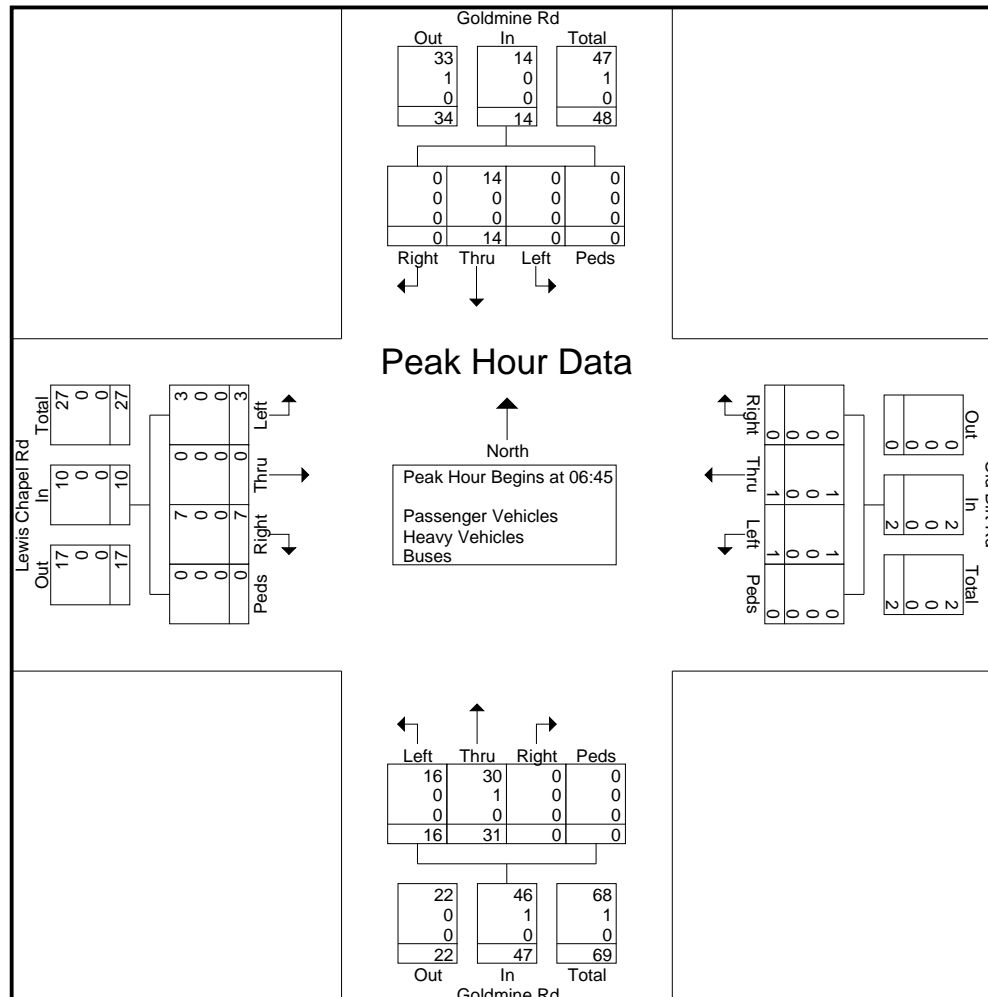 Goldmine Rd
Out In Total
33 14 47
1 0 1
0 0 0
34 14 48
0 14 0 0
0 0 0 0
0 0 0 0
0 14 0 0
Right Thru Left Peds
Peak Hour Data
North
Peak Hour Begins at 06:45
Passenger Vehicles
Heavy Vehicles
Buses
Lewis Chapel Rd
Out In Total
17 10 27
0 0 0
0 0 0
17 10 27
0 7 0 3
0 0 0 0
0 0 0 0
0 7 0 3
Peds Right Thru Left
Out In Total
0 2 2
0 0 0
0 0 0
0 2 2
0 1 1 0
0 0 0 0
0 0 0 0
0 1 1 0
Right Thru Left Peds
Left Thru Right Peds
16 30 0 0
0 1 0 0
0 0 0 0
16 31 0 0
22 46 68
0 1 1
0 0 0
22 47 69
Out In Total
Goldmine Rd